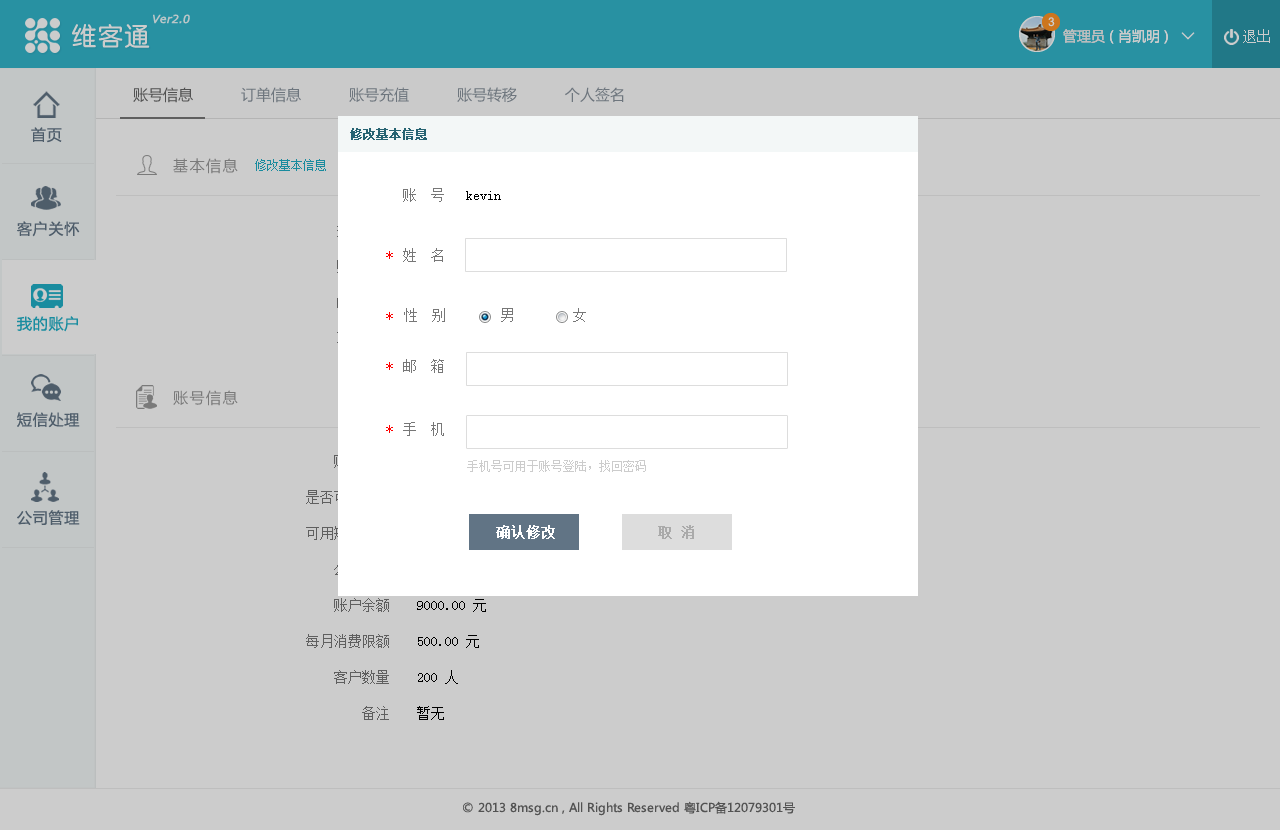 维客通 Ver2.0
3
管理员 ( 肖凯明 )
退出
首页
客户关怀
我的账户
短信处理
公司管理
账号信息 订单信息 账号充值 账号转移 个人签名
基本信息 修改基本信息
修改基本信息
账 号 kevin
* 姓 名
* 性 别 男 女
* 邮 箱
* 手 机
手机号可用于账号登陆，找回密码
确认修改 取 消
账号信息
是否可
可用
账户余额 9000.00 元
每月消费限额 500.00 元
客户数量 200 人
备注 暂无
© 2013 8msg.cn , All Rights Reserved 粤ICP备12079301号